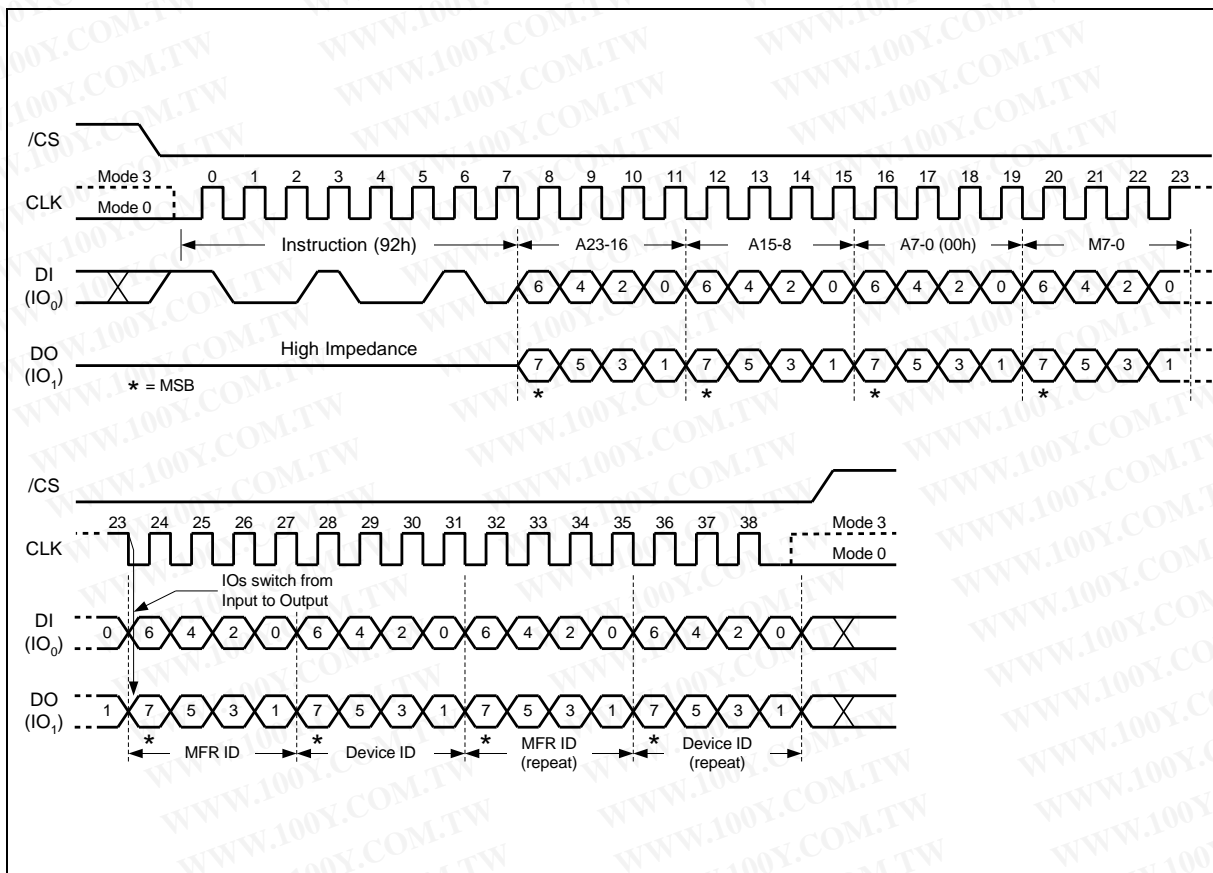 /CS
Mode 3 0 1 2 3 4 5 6 7 8 9 10 11 12 13 14 15 16 17 18 19 20 21 22 23
CLK Mode 0
Instruction (92h) A23-16 A15-8 A7-0 (00h) M7-0
DI
(IO0) 6 4 2 0 6 4 2 0 6 4 2 0 6 4 2 0
High Impedance
DO
(IO1) 7 5 3 1 7 5 3 1 7 5 3 1 7 5 3 1
* = MSB * * * *
/CS
23 24 25 26 27 28 29 30 31 32 33 34 35 36 37 38 Mode 3
CLK Mode 0
IOs switch from
Input to Output
DI
(IO0) 0 6 4 2 0 6 4 2 0 6 4 2 0 6 4 2 0
DO
(IO1) 1 7 5 3 1 7 5 3 1 7 5 3 1 7 5 3 1
* * * *
MFR ID Device ID MFR ID
(repeat) Device ID
(repeat)
WWW.100Y.COM.TW